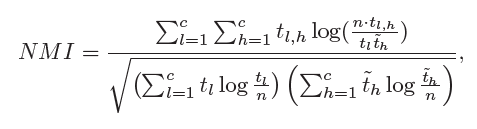 NMI = \frac{\sum_{l=1}^{c} \sum_{h=1}^{c} t_{l,h} \log(\frac{n \cdot t_{l,h}}{t_l \tilde{t}_h})}{\sqrt{\left(\sum_{l=1}^{c} t_l \log \frac{t_l}{n}\right) \left(\sum_{h=1}^{c} \tilde{t}_h \log \frac{\tilde{t}_h}{n}\right)}},